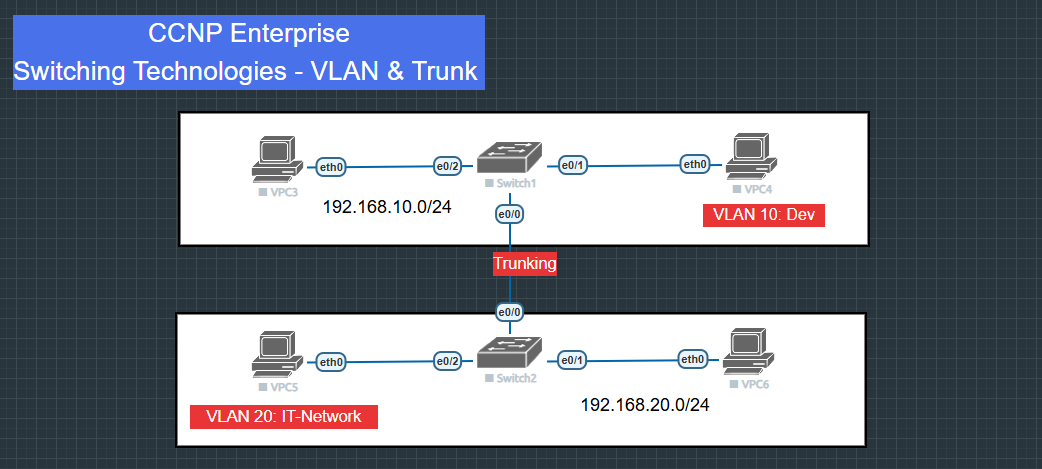 CCNP Enterprise
Switching Technologies - VLAN & Trunk
eth0
e0/2
e0/1
eth0
VPC3
Switch1
VPC4
192.168.10.0/24
e0/0
VLAN 10: Dev
Trunking
e0/0
eth0
e0/2
e0/1
eth0
VPC5
Switch2
VPC6
VLAN 20: IT-Network
192.168.20.0/24